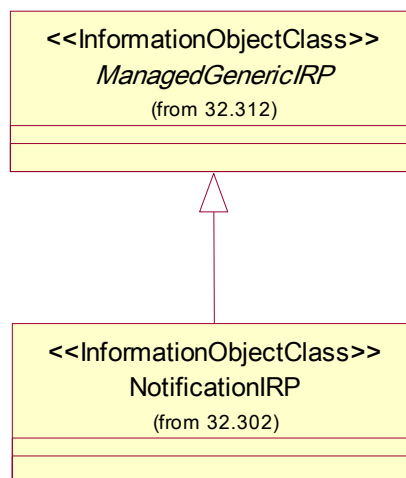 <<InformationObjectClass>>
ManagedGenericIRP
(from 32.312)
<<InformationObjectClass>>
NotificationIRP
(from 32.302)